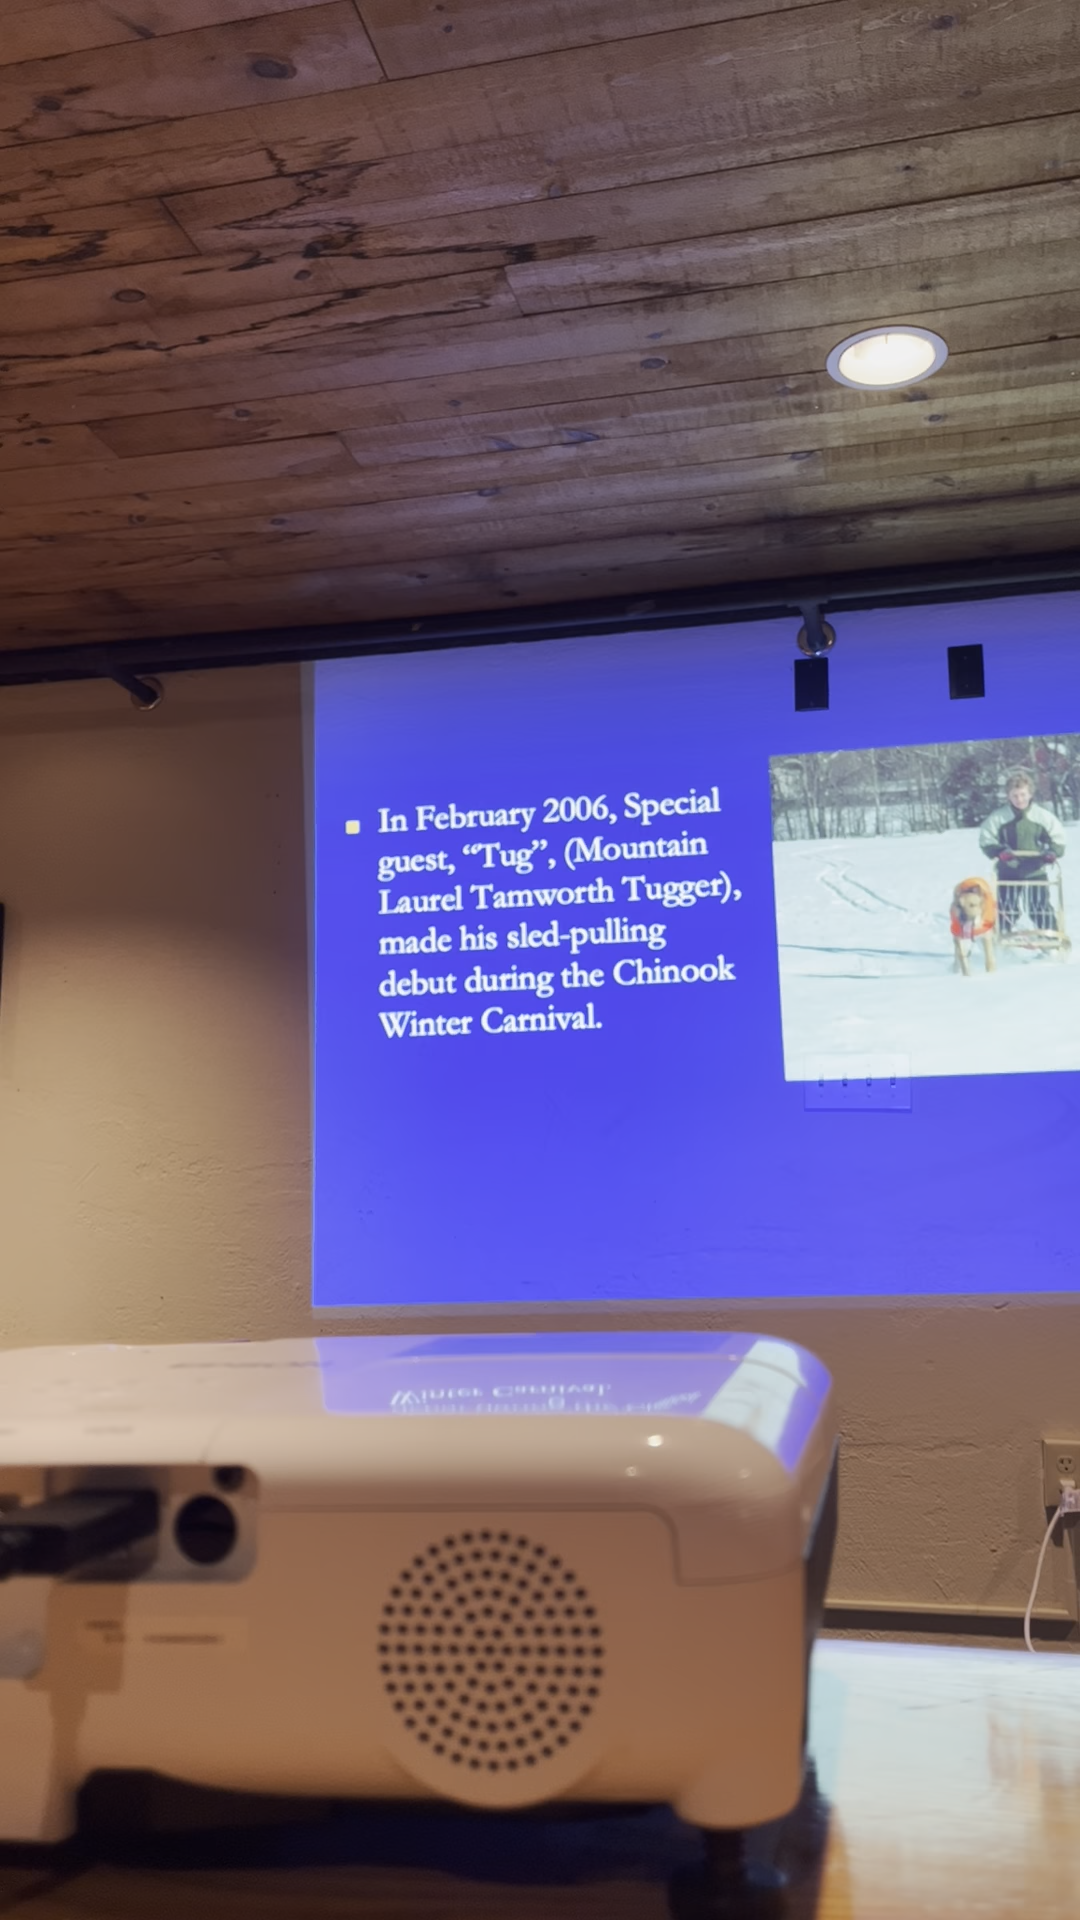 In February 2006, Special
guest, “Tug”, (Mountain
Laurel Tamworth Tugger),
made his sled-pulling
debut during the Chinook
Winter Carnival.